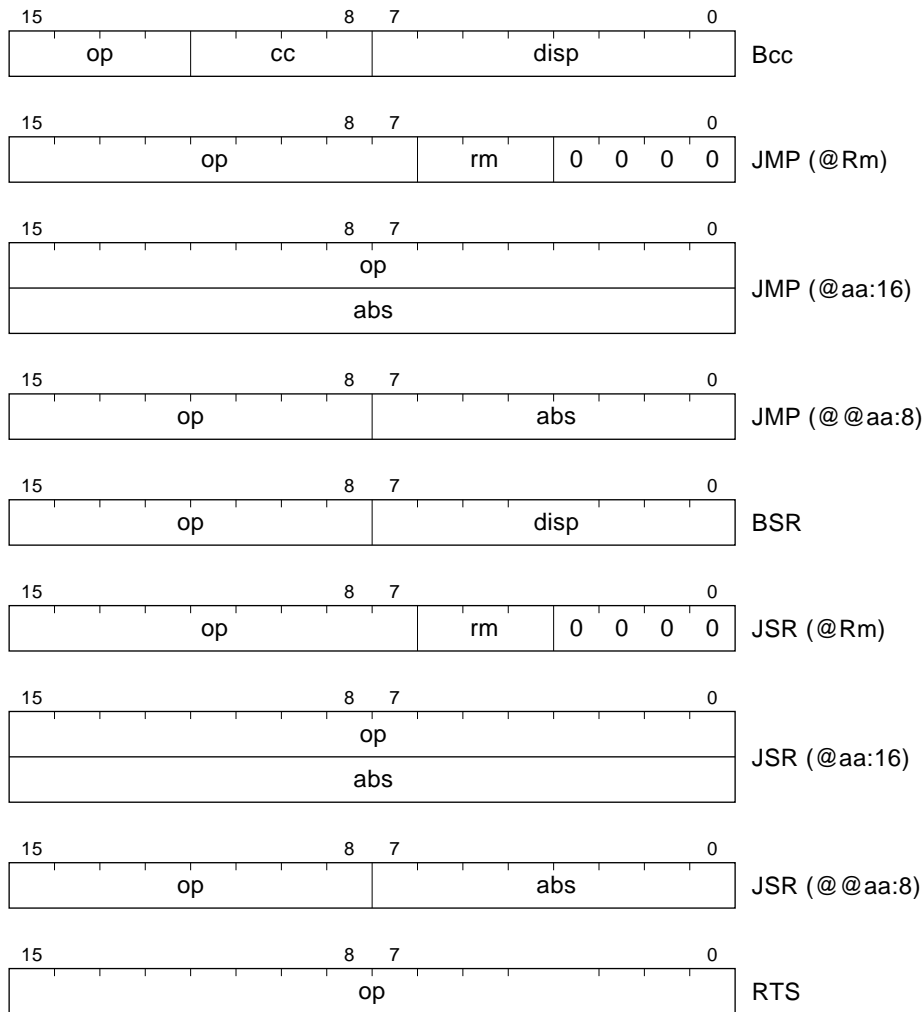 15 8 7 0
op cc disp Bcc
15 8 7 0
op rm 0 0 0 0 JMP (@Rm)
15 8 7 0
op
JMP (@aa:16)
abs
15 8 7 0
op abs JMP (@@aa:8)
15 8 7 0
op disp BSR
15 8 7 0
op rm 0 0 0 0 JSR (@Rm)
15 8 7 0
op
JSR (@aa:16)
abs
15 8 7 0
op abs JSR (@@aa:8)
15 8 7 0
op RTS